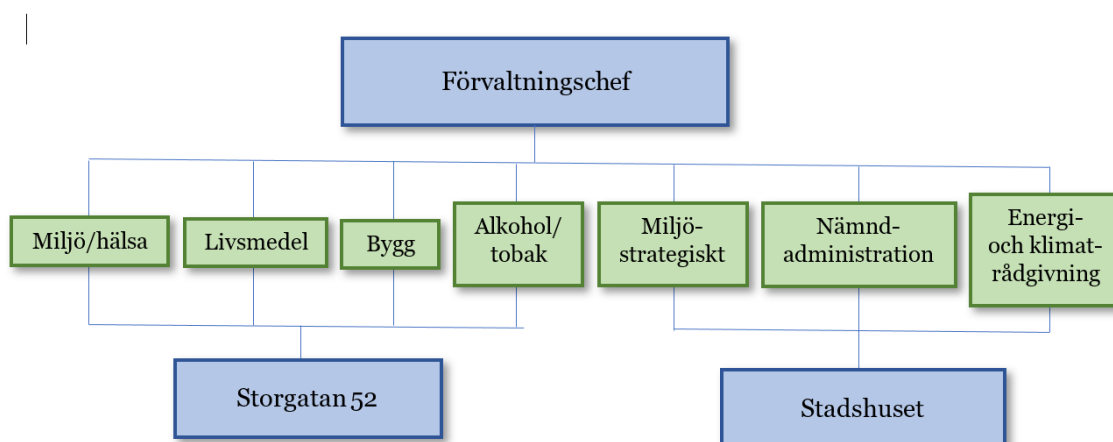 Förvaltningschef
Miljö/hälsa
Livsmedel
Bygg
Alkohol/
tobak
Miljö-
strategiskt
Nämnd-
administration
Energi-
och klimat-
rådgivning
Storgatan 52
Stadshuset